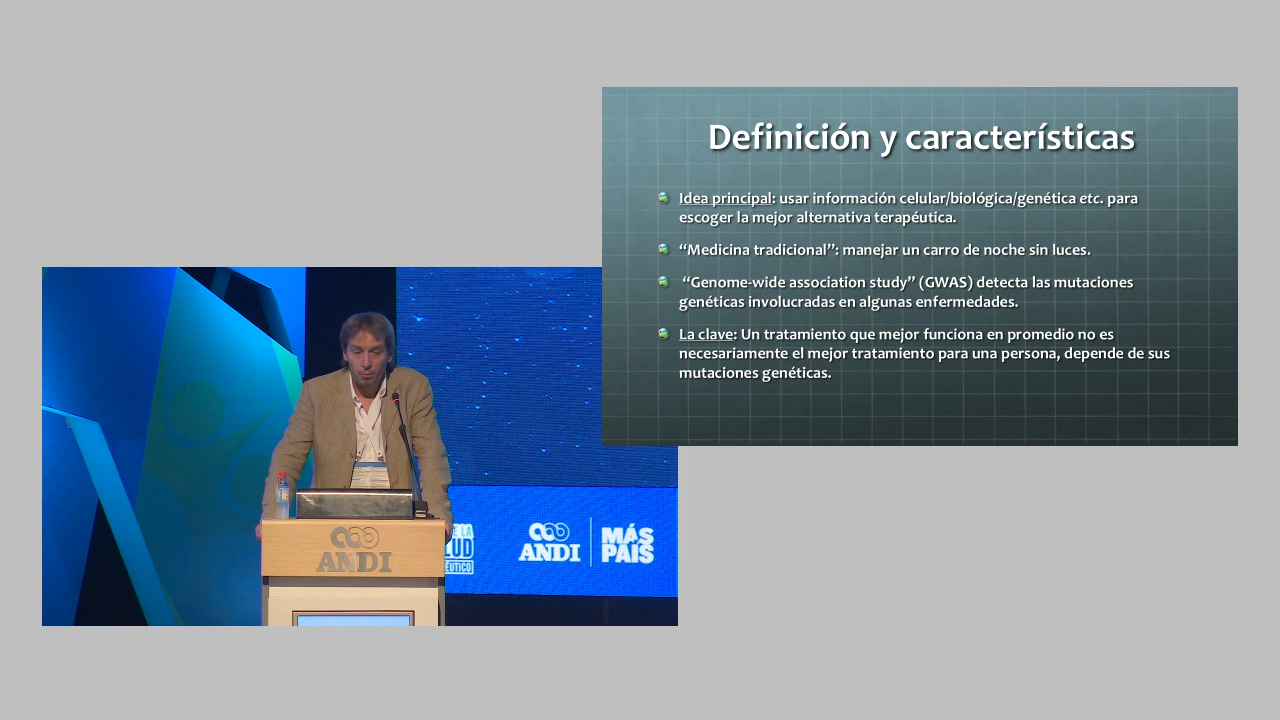 Definición y características
Idea principal: usar información celular/biológica/genética etc. para
escoger la mejor alternativa terapéutica.
“Medicina tradicional”: manejar un carro de noche sin luces.
“Genome-wide association study” (GWAS) detecta las mutaciones
genéticas involucradas en algunas enfermedades.
La clave: Un tratamiento que mejor funciona en promedio no es
necesariamente el mejor tratamiento para una persona, depende de sus
mutaciones genéticas.
ANDI
MÁS
PAÍS
ANDI